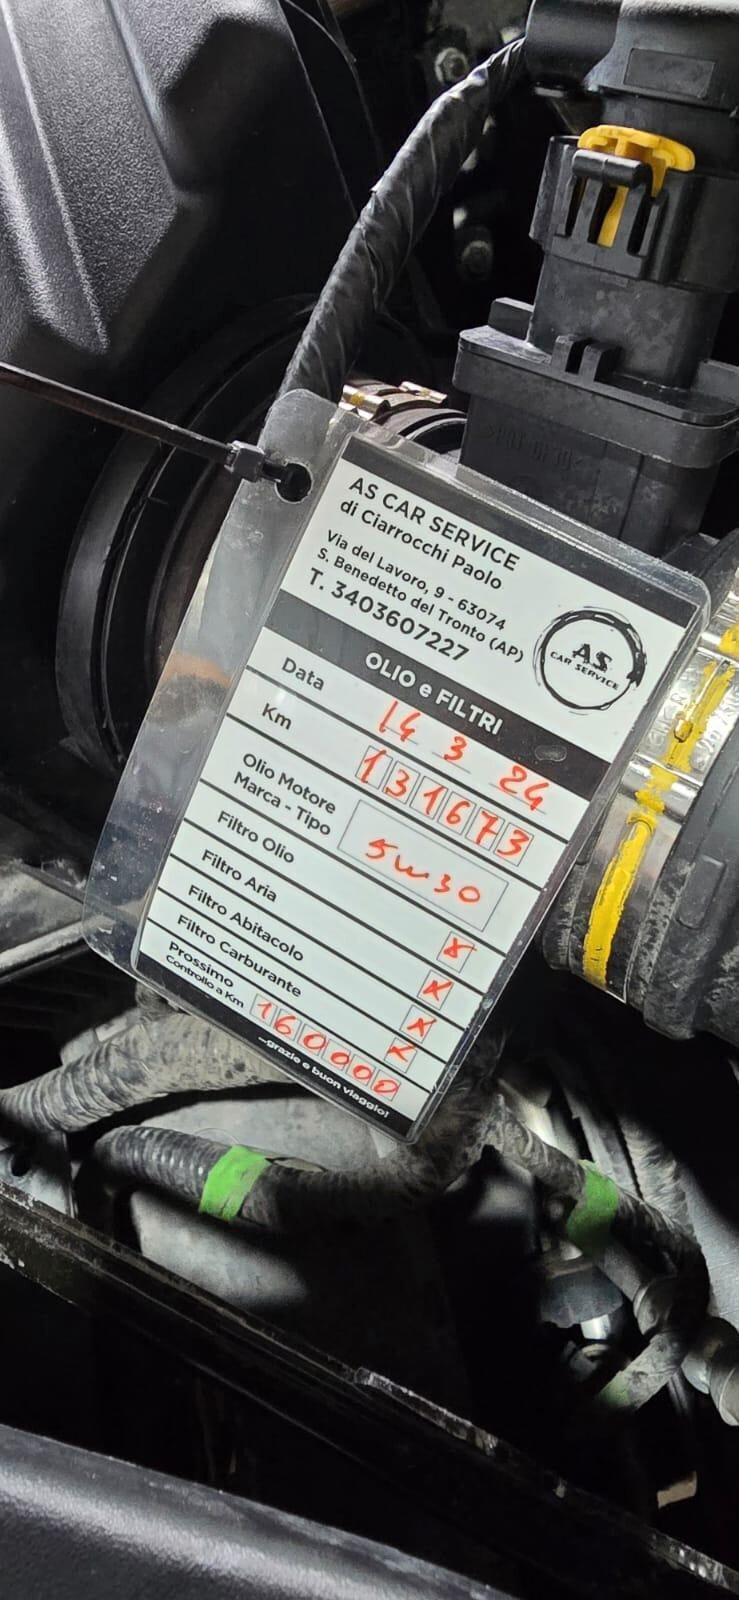 AS CAR SERVICE
di Ciarrocchi Paolo
Via del Lavoro, 9 - 63074
S. Benedetto del Tronto (AP)
T. 3403607227
AS
CAR SERVICE
OLIO e FILTRI
Data 14 3 24
Km 131673
Olio Motore
Marca - Tipo 5w30
Filtro Olio x
Filtro Aria x
Filtro Abitacolo x
Filtro Carburante x
Prossimo
Controllo a Km 160000
...grazie e buon viaggio!